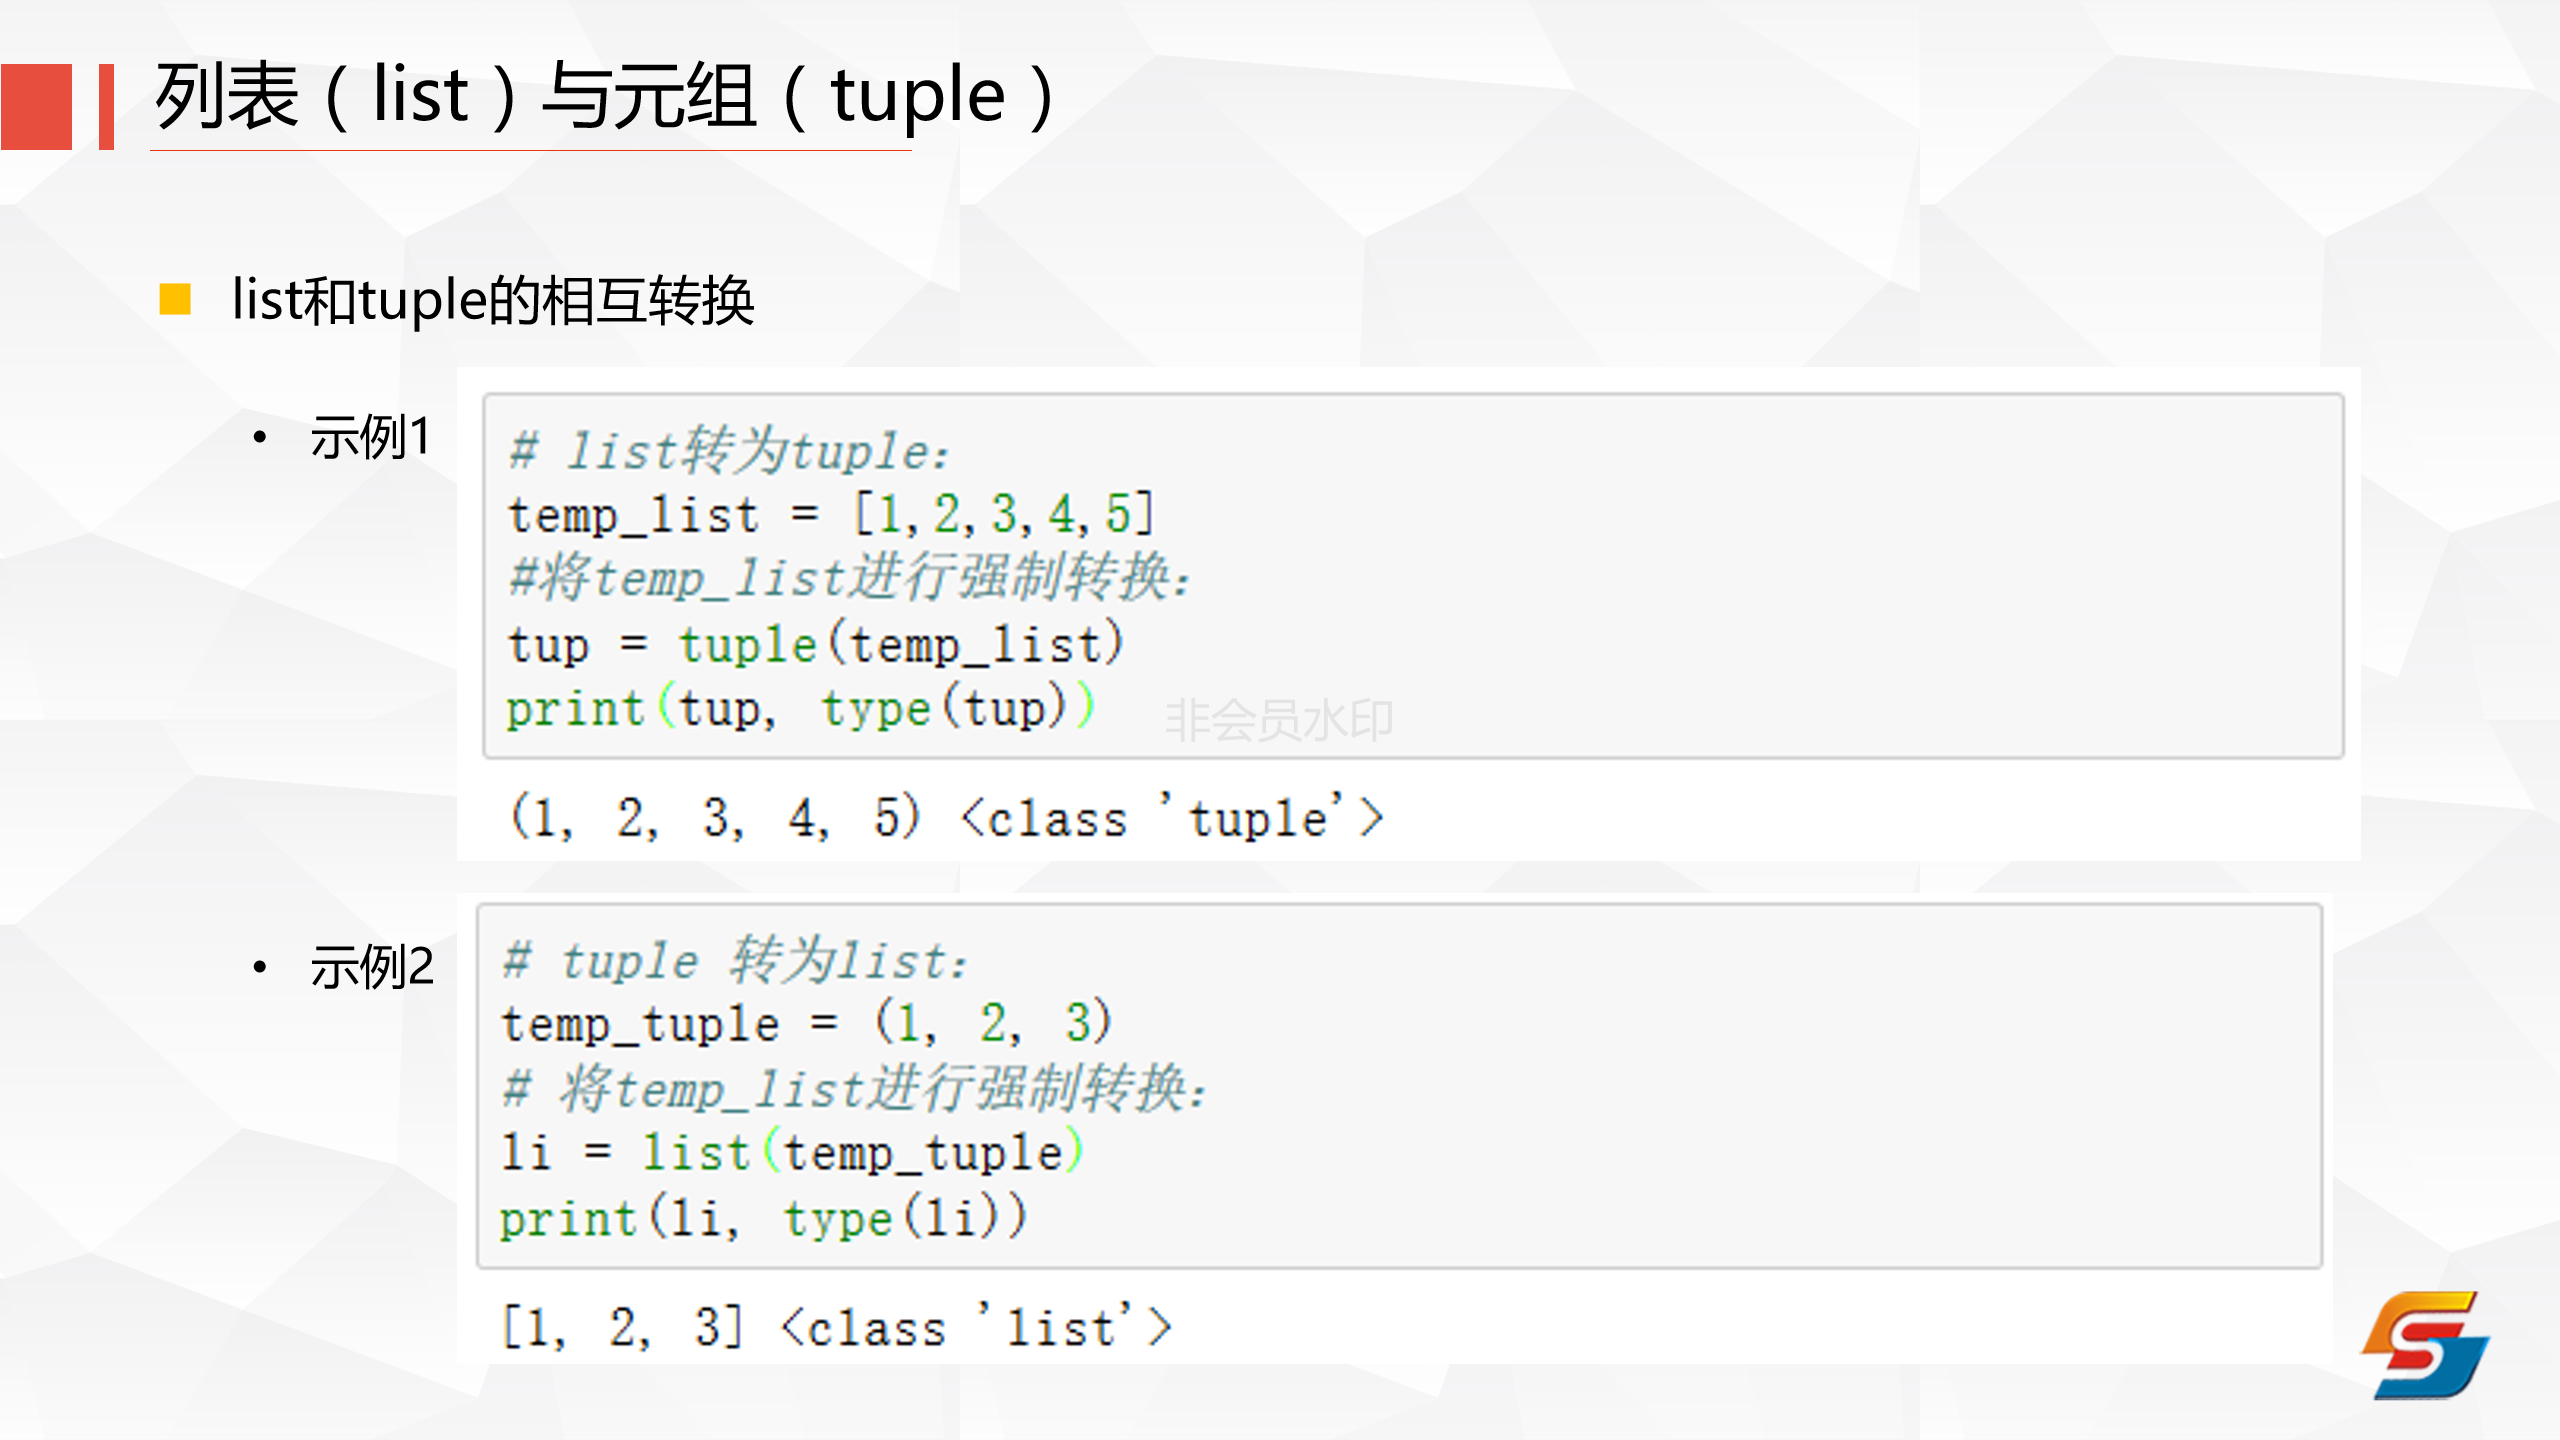 列表（list）与元组（tuple）
list和tuple的相互转换
示例1
# list转为tuple:
temp_list = [1,2,3,4,5]
#将temp_list进行强制转换:
tup = tuple(temp_list)
print(tup, type(tup))
非会员水印
(1, 2, 3, 4, 5) <class 'tuple'>
示例2
# tuple 转为list:
temp_tuple = (1, 2, 3)
# 将temp_list进行强制转换:
li = list(temp_tuple)
print(li, type(li))
[1, 2, 3] <class 'list'>